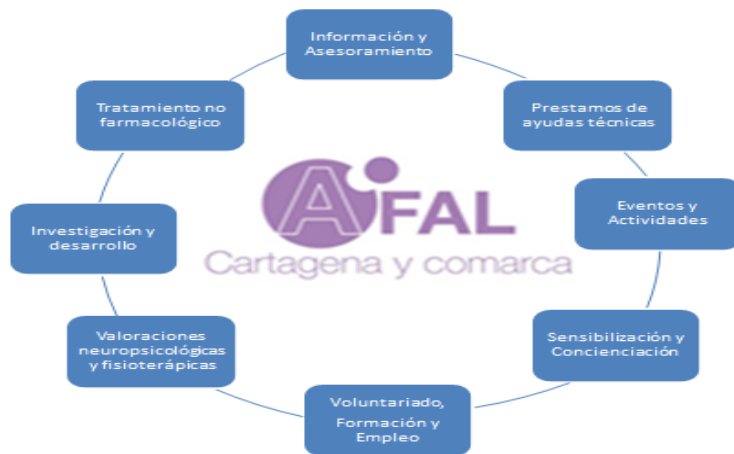 Información y
Asesoramiento
Prestamos de
ayudas técnicas
Eventos y
Actividades
Sensibilización y
Concienciación
Voluntariado,
Formación y
Empleo
Valoraciones
neuropsicológicas
y fisioterápicas
Investigación y
desarrollo
Tratamiento no
farmacológico
AFAL
Cartagena y comarca